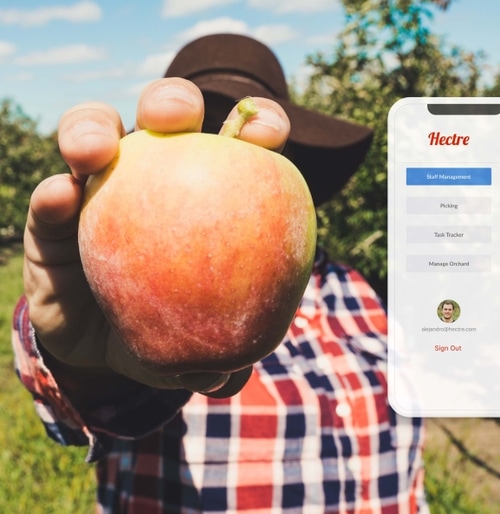 Hectre
Staff Management
Picking
Task Tracker
Manage Orchard
alejandro@hectre.com
Sign Out